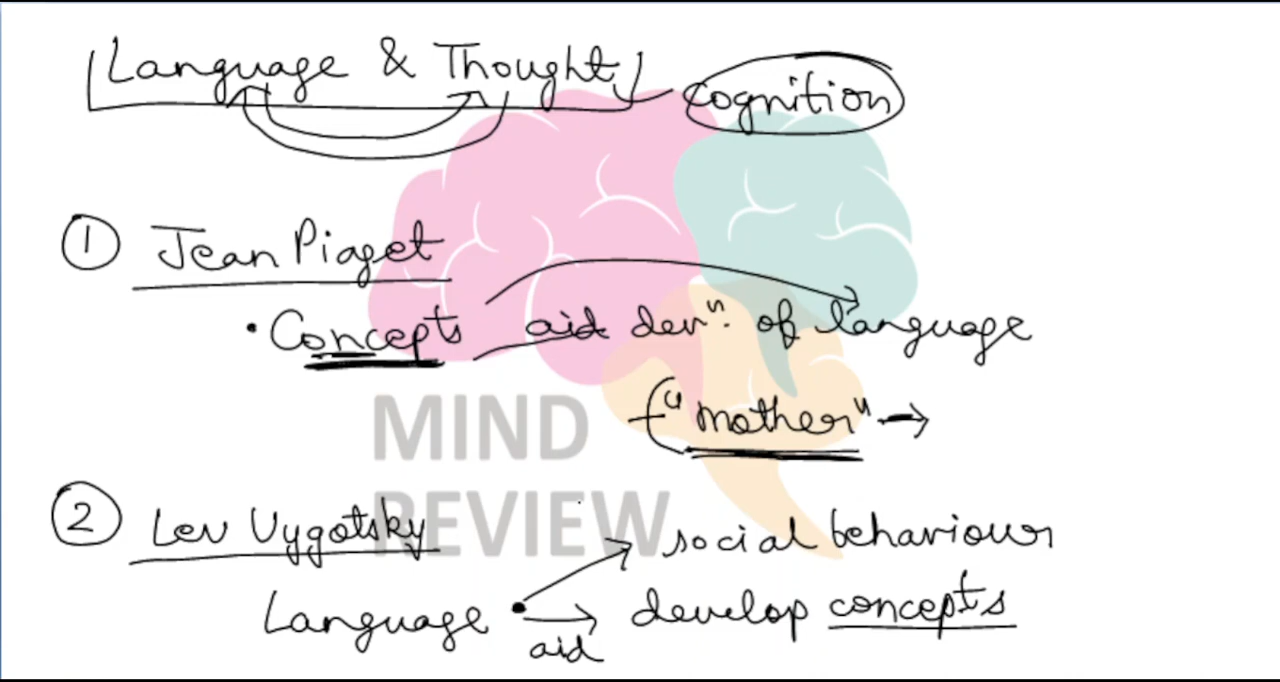 Language & Thought cognition
① Jean Piaget
• Concepts aid devⁿ. of language
("mother" →
MIND
② Lev Vygotsky
REVIEW
social behaviour
Language aid develop concepts